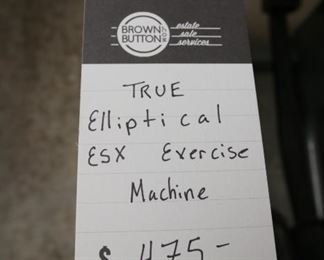 BROWN
BUTTON
estate
sale
services
TRUE
Elliptical
ESX Exercise
Machine
$ 475-